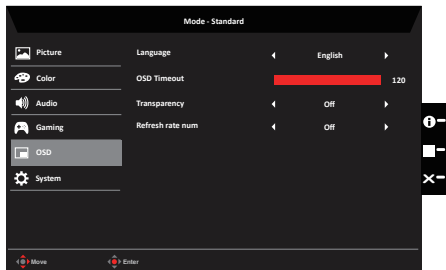 Mode - Standard
Picture
Language
English
Color
OSD Timeout
120
Audio
Transparency
Off
Gaming
Refresh rate num
Off
OSD
System
Move
Enter